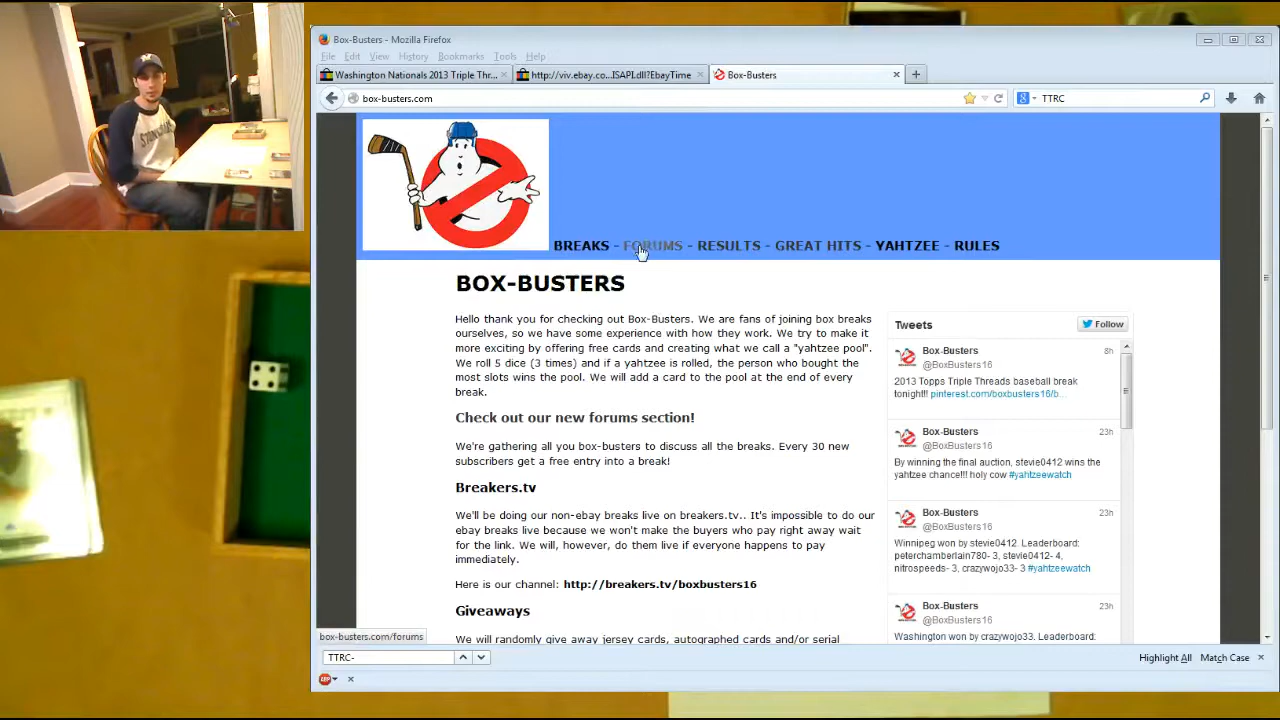 Box-Busters - Mozilla Firefox
File Edit View History Bookmarks Tools Help
Washington Nationals 2013 Triple Thr...
http://viv.ebay.co...ISAPI.dll?EbayTime
Box-Busters
box-busters.com
TTRC
BREAKS - FORUMS - RESULTS - GREAT HITS - YAHTZEE - RULES
BOX-BUSTERS
Hello thank you for checking out Box-Busters. We are fans of joining box breaks
ourselves, so we have some experience with how they work. We try to make it
more exciting by offering free cards and creating what we call a "yahtzee pool".
We roll 5 dice (3 times) and if a yahtzee is rolled, the person who bought the
most slots wins the pool. We will add a card to the pool at the end of every
break.
Check out our new forums section!
We're gathering all you box-busters to discuss all the breaks. Every 30 new
subscribers get a free entry into a break!
Breakers.tv
We'll be doing our non-ebay breaks live on breakers.tv.. It's impossible to do our
ebay breaks live because we won't make the buyers who pay right away wait
for the link. We will, however, do them live if everyone happens to pay
immediately.
Here is our channel: http://breakers.tv/boxbusters16
Giveaways
We will randomly give away jersey cards, autographed cards and/or serial
Tweets
Follow
Box-Busters 8h
@BoxBusters16
2013 Topps Triple Threads baseball break
tonight!! pinterest.com/boxbusters16/b...
Box-Busters 23h
@BoxBusters16
By winning the final auction, stevie0412 wins the
yahtzee chance!!! holy cow #yahtzeewatch
Box-Busters 23h
@BoxBusters16
Winnipeg won by stevie0412. Leaderboard:
peterchamberlain780- 3, stevie0412- 4,
nitrospeeds- 3, crazywojo33- 3 #yahtzeewatch
Box-Busters 23h
@BoxBusters16
Washington won by crazywojo33. Leaderboard:
box-busters.com/forums
TTRC-
Highlight All Match Case
ABP